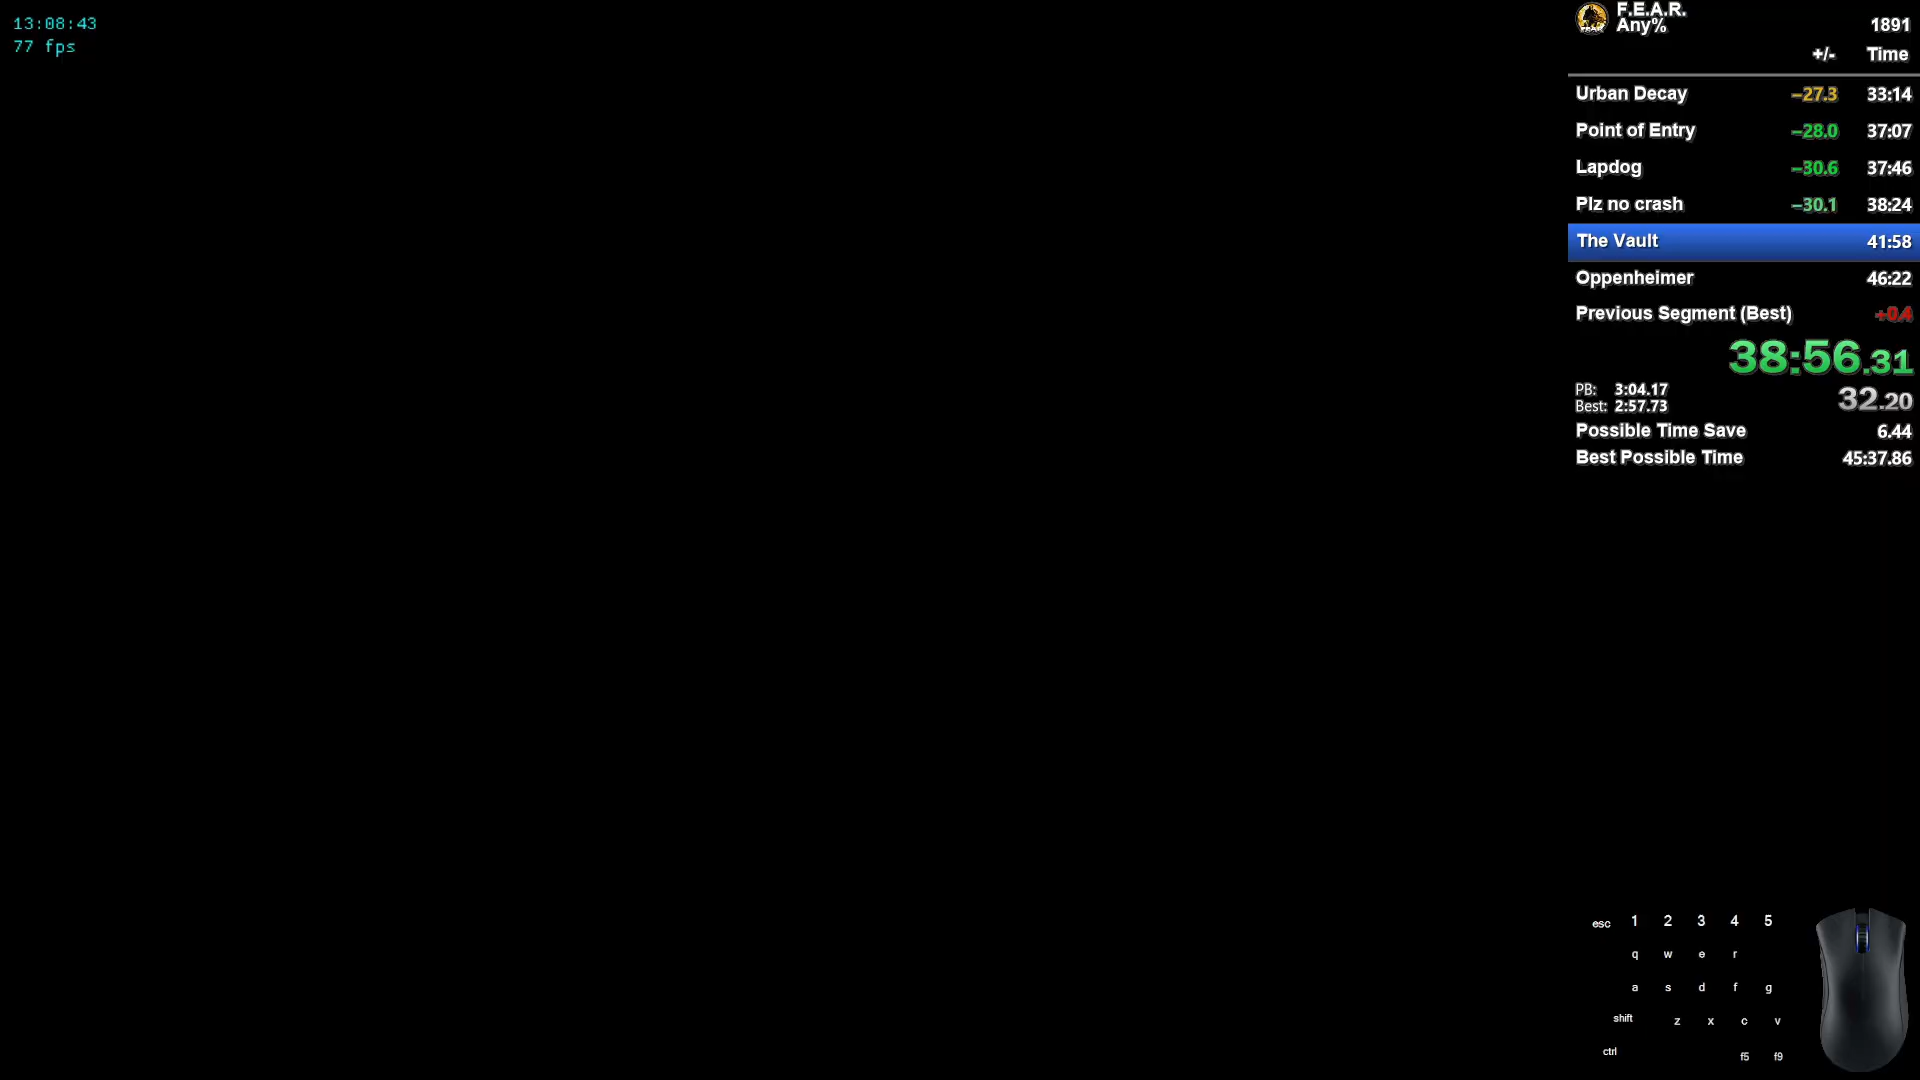 13:08:43
77 fps
F.E.A.R.
Any%
1891
+/- Time
Urban Decay −27.3 33:14
Point of Entry −28.0 37:07
Lapdog −30.6 37:46
Plz no crash −30.1 38:24
The Vault 41:58
Oppenheimer 46:22
Previous Segment (Best) +0.4
38:56.31
PB: 3:04.17
Best: 2:57.73
32.20
Possible Time Save 6.44
Best Possible Time 45:37.86
esc 1 2 3 4 5
q w e r
a s d f g
shift z x c v
ctrl f5 f9